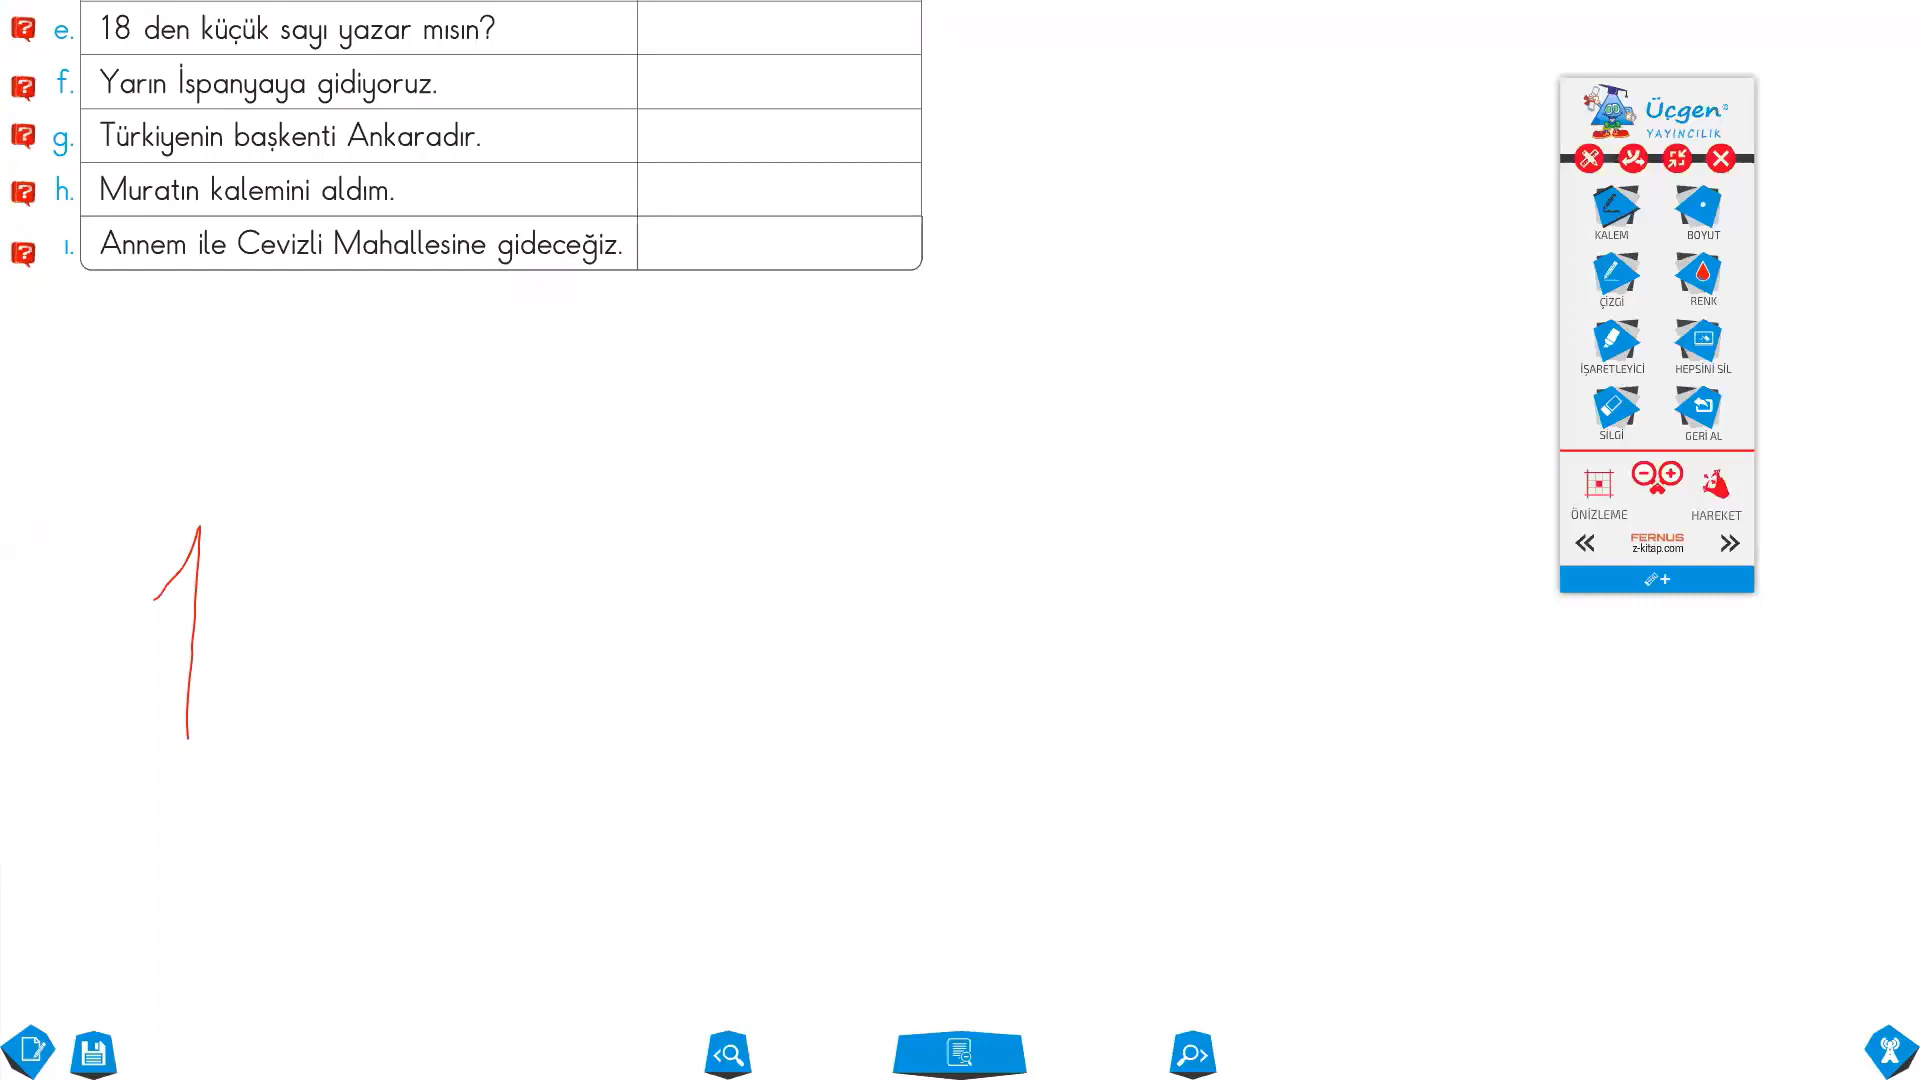 e. 18 den küçük sayı yazar mısın?
f. Yarın İspanyaya gidiyoruz.
g. Türkiyenin başkenti Ankaradır.
h. Muratın kalemini aldım.
ı. Annem ile Cevizli Mahallesine gideceğiz.
1
Üçgen®
YAYINCILIK
KALEM
BOYUT
ÇİZGİ
RENK
İŞARETLEYİCİ
HEPSİNİ SİL
SİLGİ
GERİ AL
ÖNİZLEME
HAREKET
FERNUS
z-kitap.com